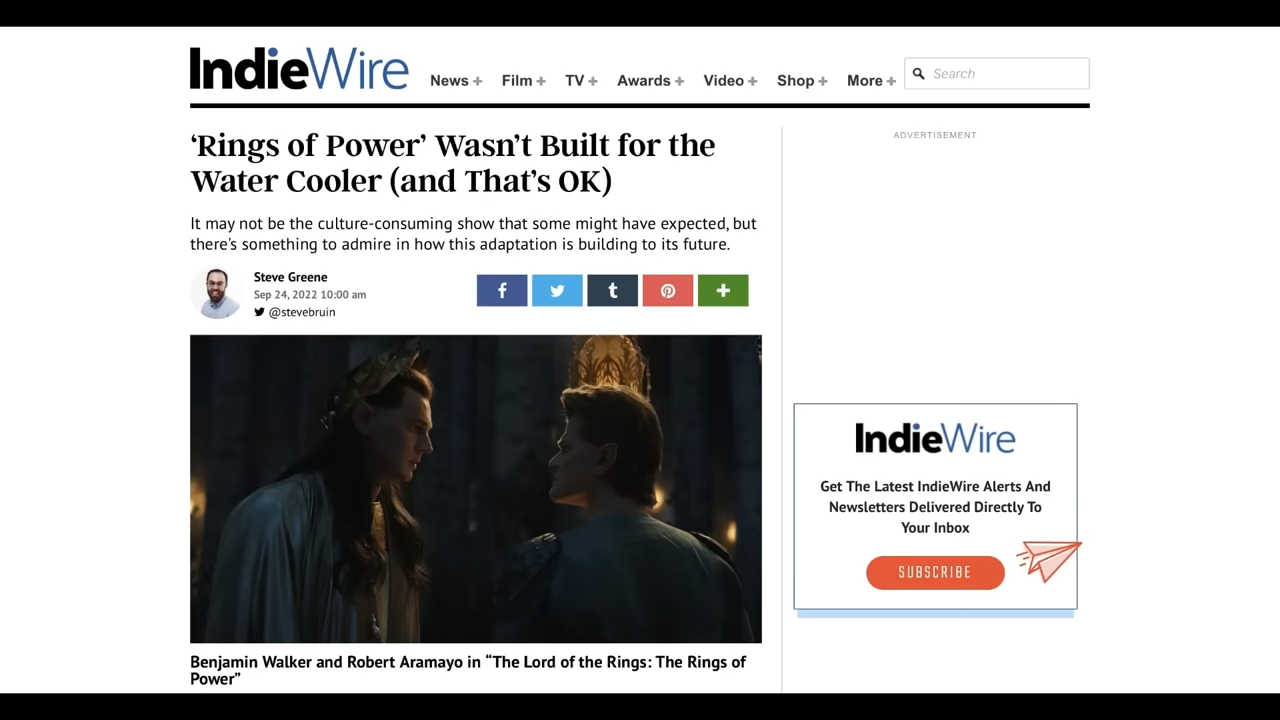 IndieWire
News + Film + TV + Awards + Video + Shop + More + Search
‘Rings of Power’ Wasn’t Built for the
Water Cooler (and That’s OK)
It may not be the culture-consuming show that some might have expected, but
there's something to admire in how this adaptation is building to its future.
Steve Greene
Sep 24, 2022 10:00 am
@stevebruin
f t +
Benjamin Walker and Robert Aramayo in “The Lord of the Rings: The Rings of
Power”
ADVERTISEMENT
IndieWire
Get The Latest IndieWire Alerts And
Newsletters Delivered Directly To
Your Inbox
SUBSCRIBE